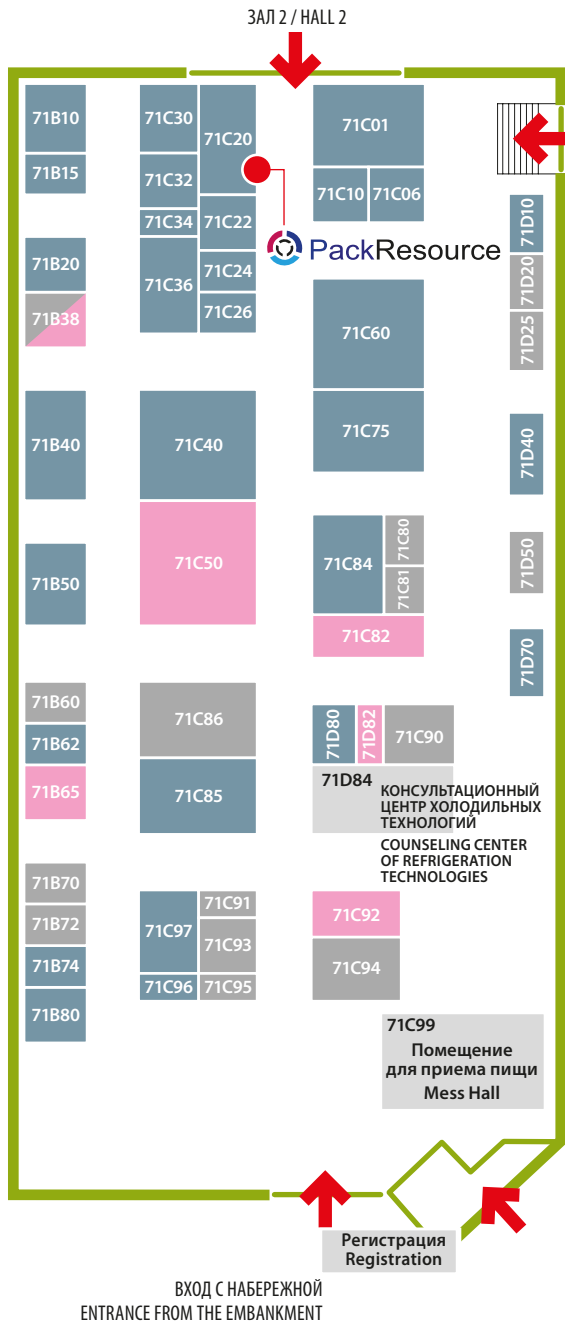 ЗАЛ 2 / HALL 2
71B10
71C30
71C20
71C01
71B15
71C32
71C10
71C06
71D10
71C34
71C22
71B20
71C36
71C24
PackResource
71D20
71B38
71C26
71C60
71D25
71B40
71C40
71C75
71D40
71B50
71C50
71C84
71C80
71C81
71D50
71C82
71D70
71B60
71C86
71D80
71D82
71C90
71B62
71B65
71C85
71D84
КОНСУЛЬТАЦИОННЫЙ
ЦЕНТР ХОЛОДИЛЬНЫХ
ТЕХНОЛОГИЙ
COUNSELING CENTER
OF REFRIGERATION
TECHNOLOGIES
71B70
71C91
71C92
71B72
71C97
71C93
71B74
71C94
71C96
71C95
71B80
71C99
Помещение
для приема пищи
Mess Hall
Регистрация
Registration
ВХОД С НАБЕРЕЖНОЙ
ENTRANCE FROM THE EMBANKMENT